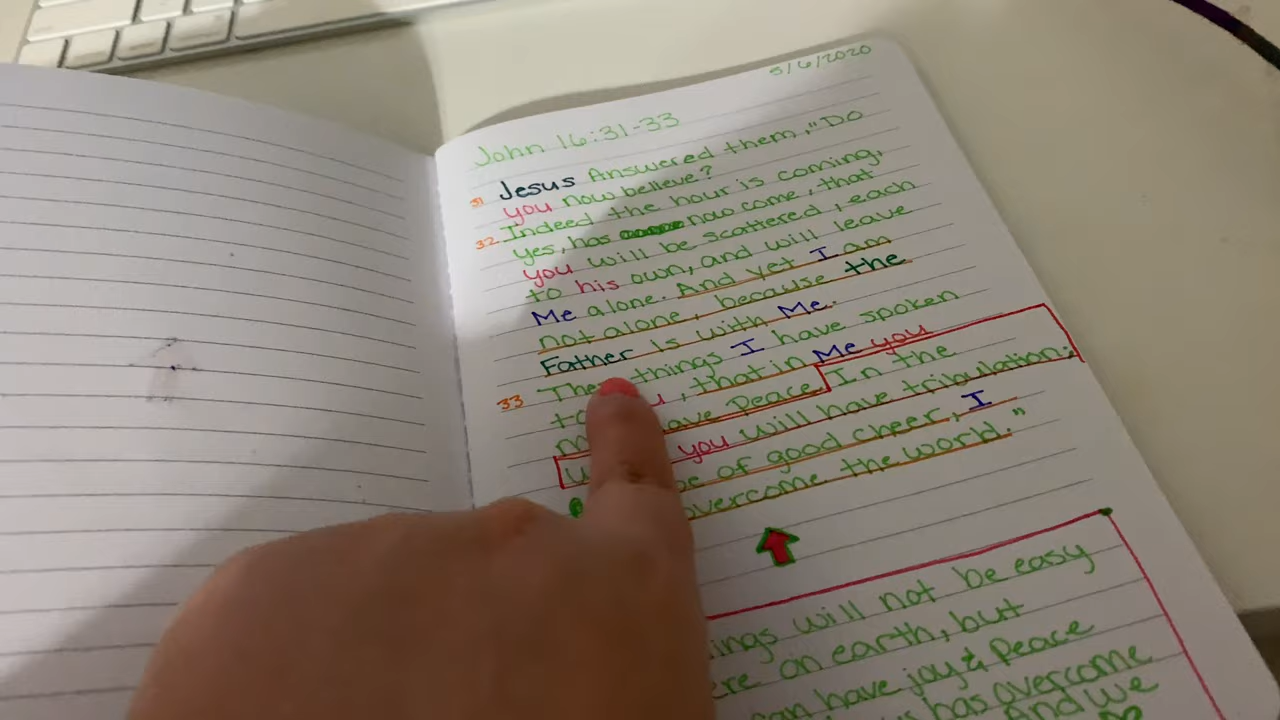 5/6/2020
John 16:31-33
31 Jesus Answered them, "Do
you now believe?
32 Indeed the hour is coming,
yes, has now come, that
you will be scattered, each
to his own, and will leave
Me alone. And yet I am
not alone, because the
Father is with Me.
33 things I have spoken
, that in Me you
have Peace. In the
you will have tribulation;
be of good cheer, I
overcome the world."
will not be easy
on earth, but
can have joy & Peace
has overcome
And we